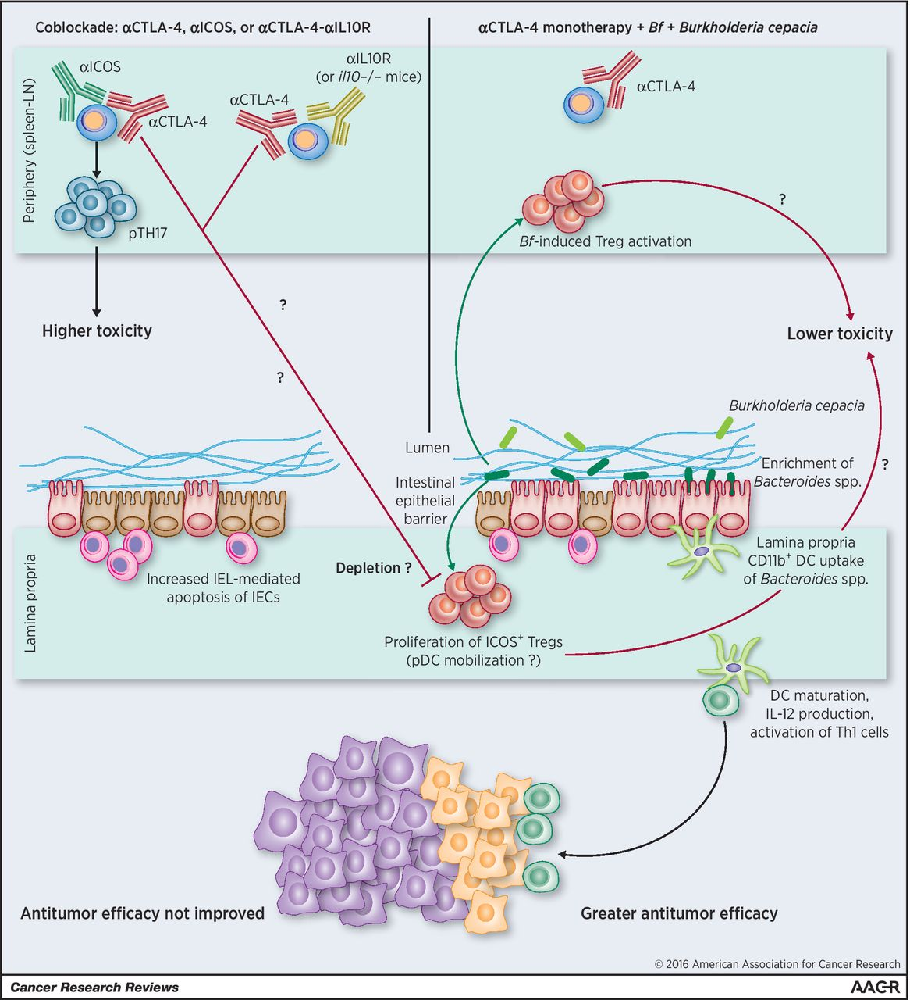 Coblockade: αCTLA-4, αICOS, or αCTLA-4-αIL10R
αCTLA-4 monotherapy + Bf + Burkholderia cepacia
Periphery (spleen-LN)
αICOS
αCTLA-4
αIL10R
(or il10-/- mice)
αCTLA-4
pTH17
Higher toxicity
?
?
αCTLA-4
Bf-induced Treg activation
?
Lower toxicity
Burkholderia cepacia
Lumen
Intestinal
epithelial
barrier
Enrichment of
Bacteroides spp.
?
Lamina propria
Increased IEL-mediated
apoptosis of IECs
Depletion ?
Proliferation of ICOS+ Tregs
(pDC mobilization ?)
Lamina propria
CD11b+ DC uptake
of Bacteroides spp.
DC maturation,
IL-12 production,
activation of Th1 cells
Antitumor efficacy not improved
Greater antitumor efficacy
© 2016 American Association for Cancer Research
Cancer Research Reviews
AACR